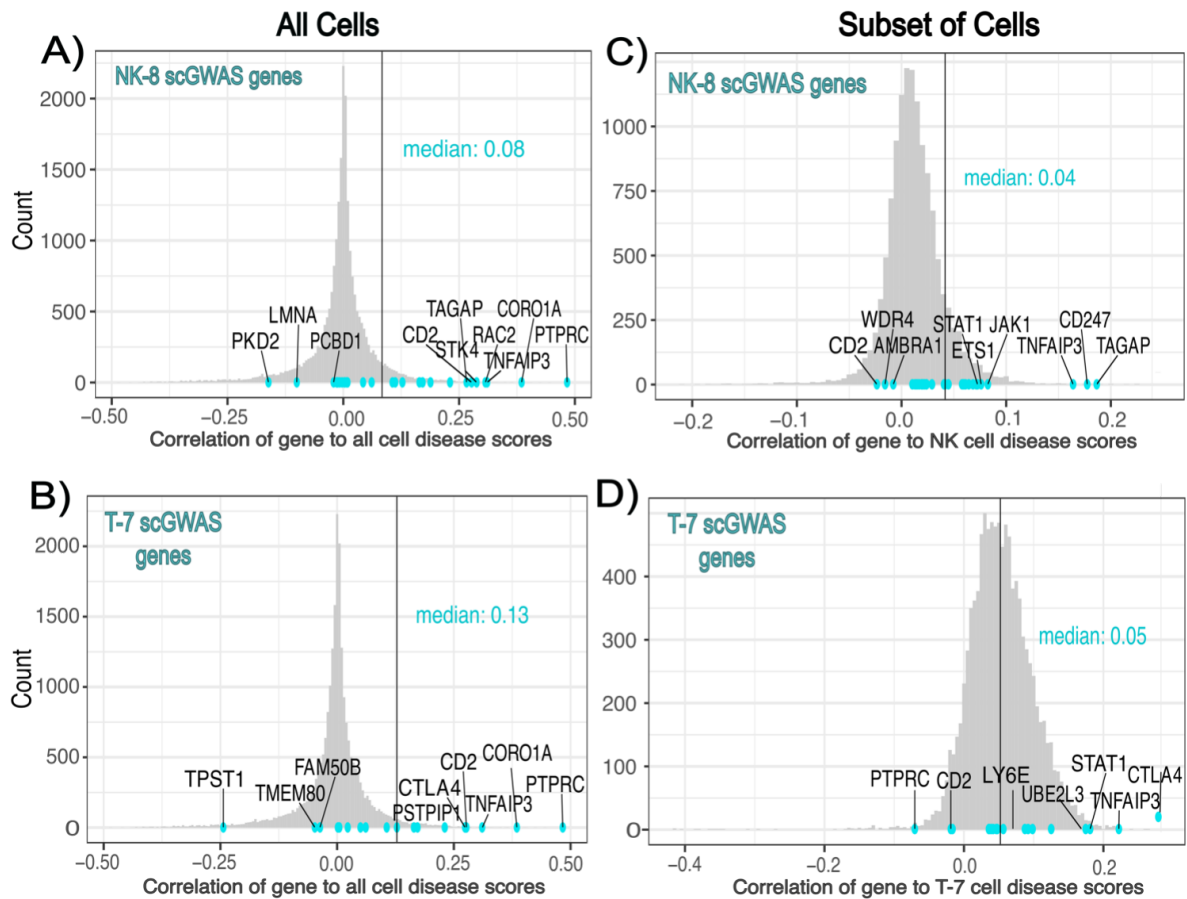 All Cells
Subset of Cells
A)
NK-8 scGWAS genes
median: 0.08
Count
2000
1500
1000
500
0
LMNA
PKD2
PCBD1
TAGAP
CORO1A
CD2
RAC2
PTPRC
STK4
TNFAIP3
−0.50
−0.25
0.00
0.25
0.50
Correlation of gene to all cell disease scores
C)
NK-8 scGWAS genes
median: 0.04
1000
750
500
250
0
WDR4
STAT1
JAK1
CD247
CD2
AMBRA1
ETS1
TNFAIP3
TAGAP
−0.2
−0.1
0.0
0.1
0.2
Correlation of gene to NK cell disease scores
B)
T-7 scGWAS
genes
median: 0.13
Count
2000
1500
1000
500
0
TPST1
FAM50B
TMEM80
CD2
CORO1A
CTLA4
PTPRC
PSTPIP1
TNFAIP3
−0.50
−0.25
0.00
0.25
0.50
Correlation of gene to all cell disease scores
D)
T-7 scGWAS
genes
median: 0.05
400
300
200
100
0
PTPRC
CD2
LY6E
STAT1
CTLA4
UBE2L3
TNFAIP3
−0.4
−0.2
0.0
0.2
Correlation of gene to T-7 cell disease scores